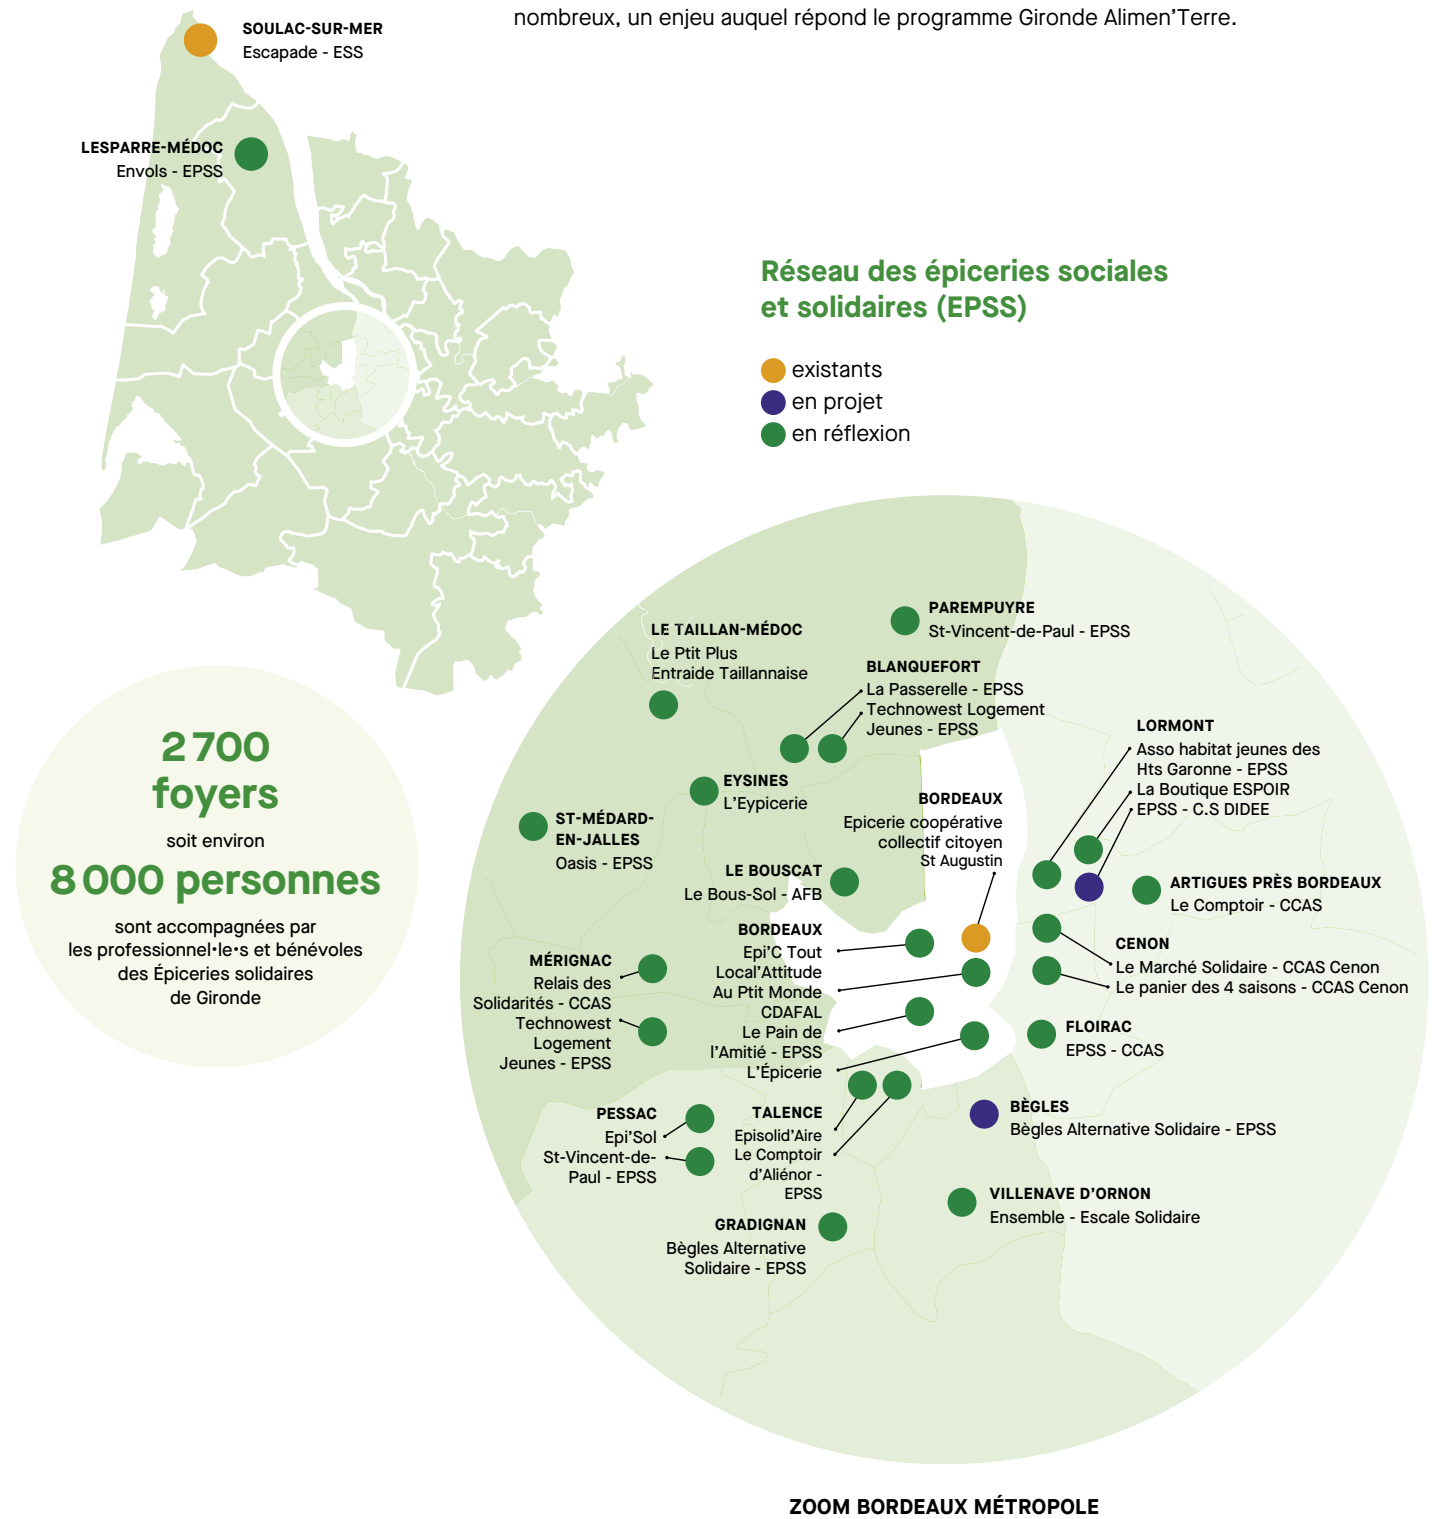 nombreux, un enjeu auquel répond le programme Gironde Alimen’Terre.
SOULAC-SUR-MER
Escapade - ESS
LESPARRE-MÉDOC
Envols - EPSS
Réseau des épiceries sociales
et solidaires (EPSS)
existants
en projet
en réflexion
2 700
foyers
soit environ
8 000 personnes
sont accompagnées par
les professionnel•le•s et bénévoles
des Épiceries solidaires
de Gironde
PAREMPUYRE
St-Vincent-de-Paul - EPSS
LE TAILLAN-MÉDOC
Le Ptit Plus
Entraide Taillannaise
BLANQUEFORT
La Passerelle - EPSS
Technowest Logement
Jeunes - EPSS
LORMONT
Asso habitat jeunes des
Hts Garonne - EPSS
La Boutique ESPOIR
EPSS - C.S DIDEE
EYSINES
L’Eypicerie
BORDEAUX
Epicerie coopérative
collectif citoyen
St Augustin
ST-MÉDARD-
EN-JALLES
Oasis - EPSS
LE BOUSCAT
Le Bous-Sol - AFB
ARTIGUES PRÈS BORDEAUX
Le Comptoir - CCAS
BORDEAUX
Epi’C Tout
Local’Attitude
Au Ptit Monde
CDAFAL
Le Pain de
l’Amitié - EPSS
L’Épicerie
CENON
Le Marché Solidaire - CCAS Cenon
Le panier des 4 saisons - CCAS Cenon
MÉRIGNAC
Relais des
Solidarités - CCAS
Technowest
Logement
Jeunes - EPSS
FLOIRAC
EPSS - CCAS
PESSAC
Epi’Sol
St-Vincent-de-
Paul - EPSS
TALENCE
Episolid’Aire
Le Comptoir
d’Aliénor -
EPSS
BÈGLES
Bègles Alternative Solidaire - EPSS
VILLENAVE D’ORNON
Ensemble - Escale Solidaire
GRADIGNAN
Bègles Alternative
Solidaire - EPSS
ZOOM BORDEAUX MÉTROPOLE